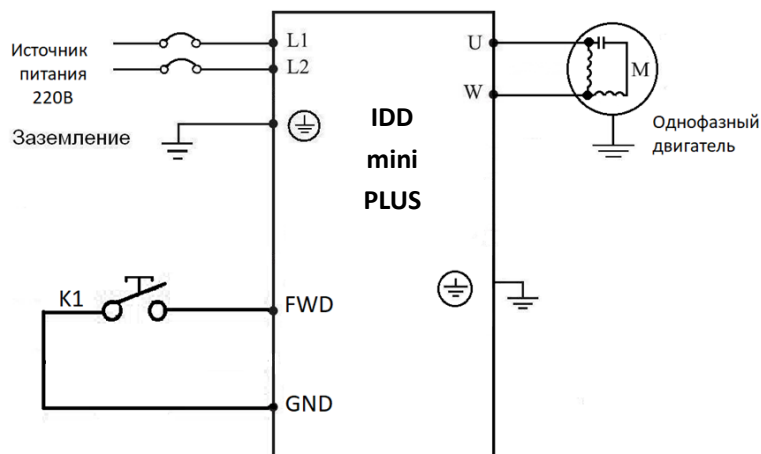 Источник
питания
220В
L1
L2
Заземление
U
W
M
Однофазный
двигатель
IDD
mini
PLUS
K1
FWD
GND